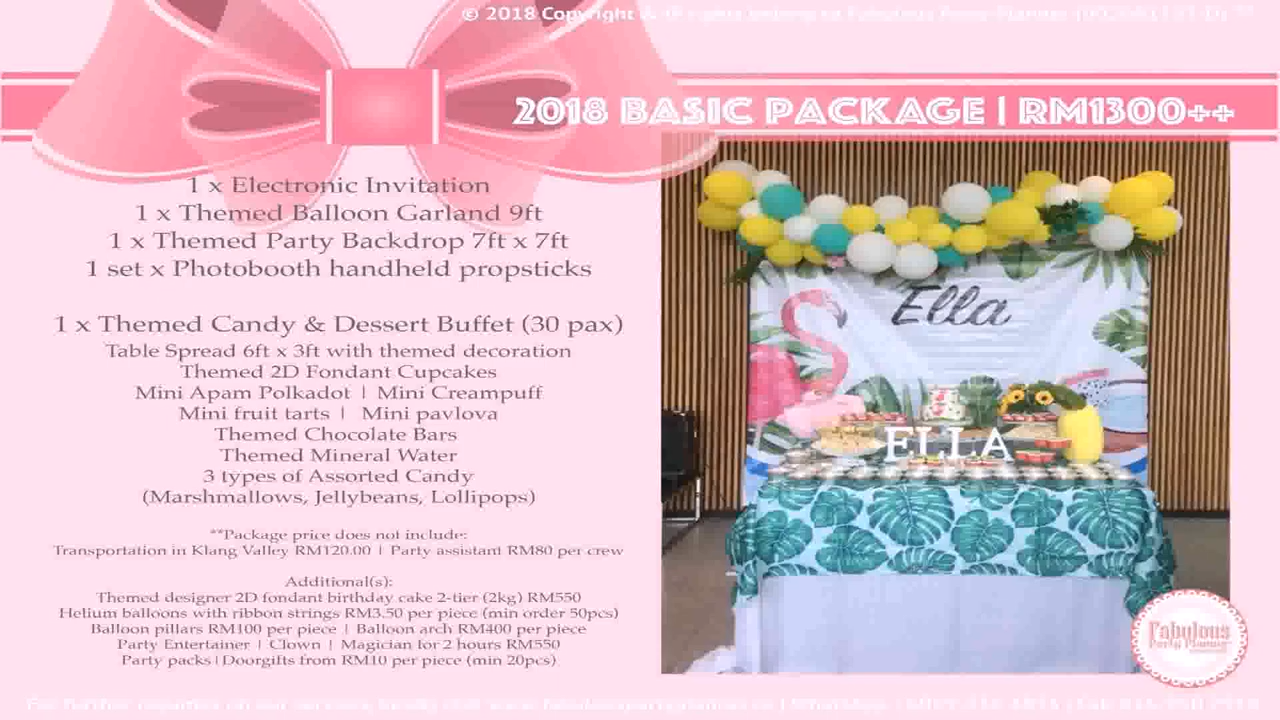 © 2018 Copyright
2018 BASIC PACKAGE | RM1300++
1 x Electronic Invitation
1 x Themed Balloon Garland 9ft
1 x Themed Party Backdrop 7ft x 7ft
1 set x Photobooth handheld propsticks
1 x Themed Candy & Dessert Buffet (30 pax)
Table Spread 6ft x 3ft with themed decoration
Themed 2D Fondant Cupcakes
Mini Apam Polkadot | Mini Creampuff
Mini fruit tarts | Mini pavlova
Themed Chocolate Bars
Themed Mineral Water
3 types of Assorted Candy
(Marshmallows, Jellybeans, Lollipops)
**Package price does not include:
Transportation in Klang Valley RM120.00 | Party assistant RM80 per crew
Additional(s):
Themed designer 2D fondant birthday cake 2-tier (2kg) RM550
Helium balloons with ribbon strings RM3.50 per piece (min order 50pcs)
Balloon pillars RM100 per piece | Balloon arch RM400 per piece
Party Entertainer | Clown | Magician for 2 hours RM550
Party packs|Doorgifts from RM10 per piece (min 20pcs)
Ella
ELLA
Fabulous
Party Planner